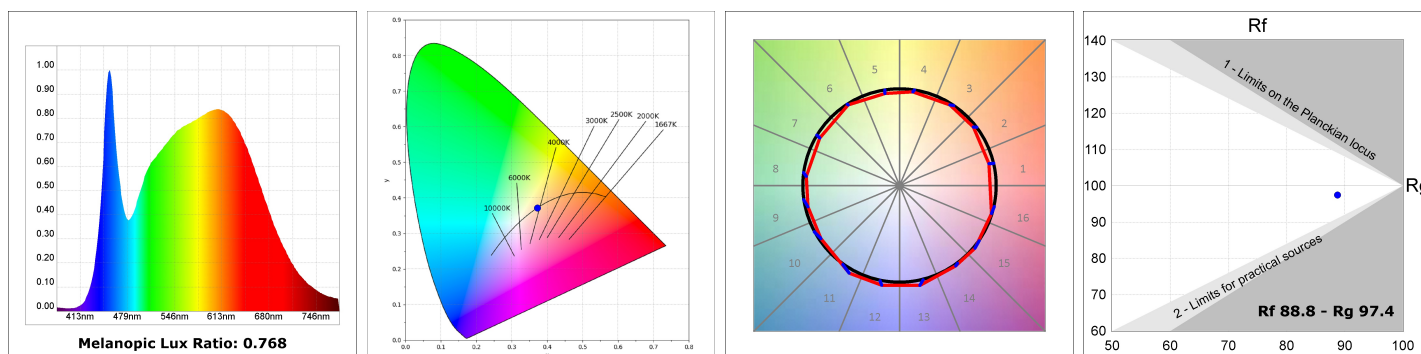 1.00
0.90
0.80
0.70
0.60
0.50
0.40
0.30
0.20
0.10
0.00
413nm 479nm 546nm 613nm 680nm 746nm
Melanopic Lux Ratio: 0.768
0.9
0.8
0.7
0.6
0.5
0.4
0.3
0.2
0.1
0.0
y
0.0 0.1 0.2 0.3 0.4 0.5 0.6 0.7 0.8
1667K
2000K
2500K
3000K
4000K
6000K
10000K
1
2
3
4
5
6
7
8
9
10
11
12
13
14
15
16
Rf
140
130
120
110
100
90
80
70
60
50 60 70 80 90 100
1 - Limits on the Planckian locus
2 - Limits for practical sources
Rf 88.8 - Rg 97.4